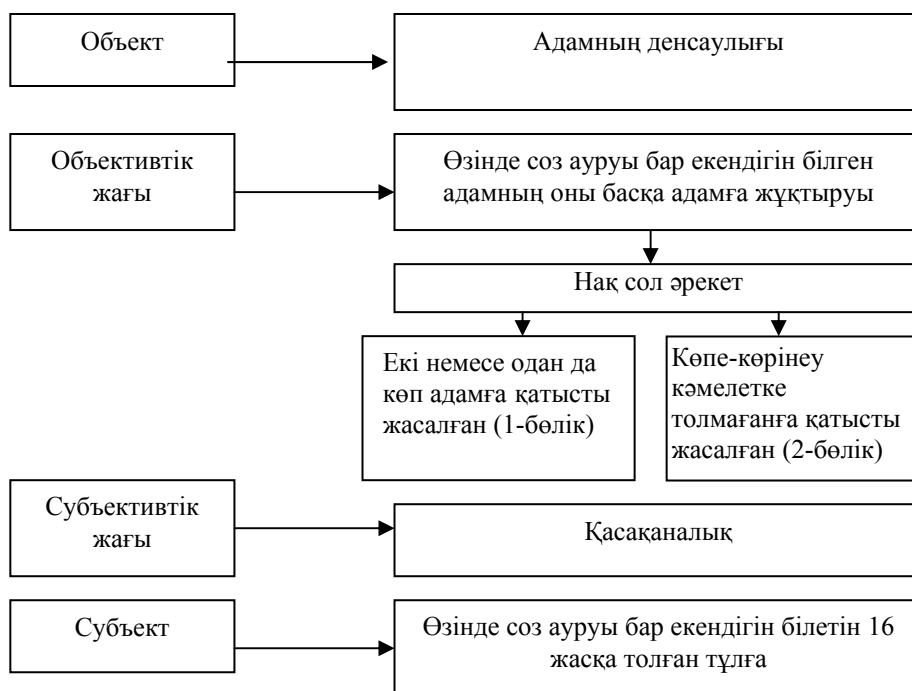 Объект
Адамның денсаулығы
Объективтік
жағы
Өзінде соз ауруы бар екендігін білген
адамның оны басқа адамға жұқтыруы
Нақ сол әрекет
Екі немесе одан да
көп адамға қатысты
жасалған (1-бөлік)
Көпе-көрінеу
кәмелетке
толмағанға қатысты
жасалған (2-бөлік)
Субъективтік
жағы
Қасақаналық
Субъект
Өзінде соз ауруы бар екендігін білетін 16
жасқа толған тұлға